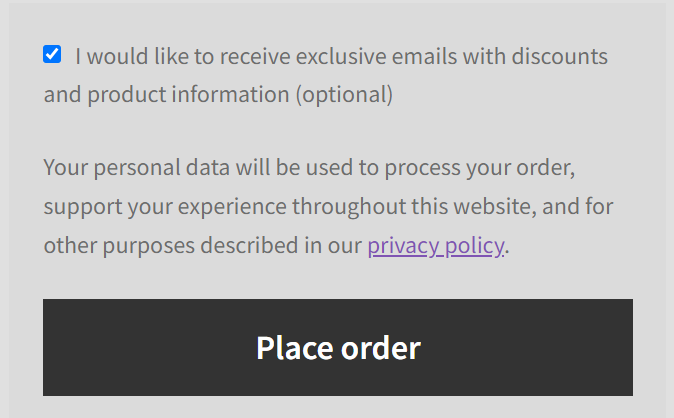 I would like to receive exclusive emails with discounts
and product information (optional)
Your personal data will be used to process your order,
support your experience throughout this website, and for
other purposes described in our privacy policy.
Place order